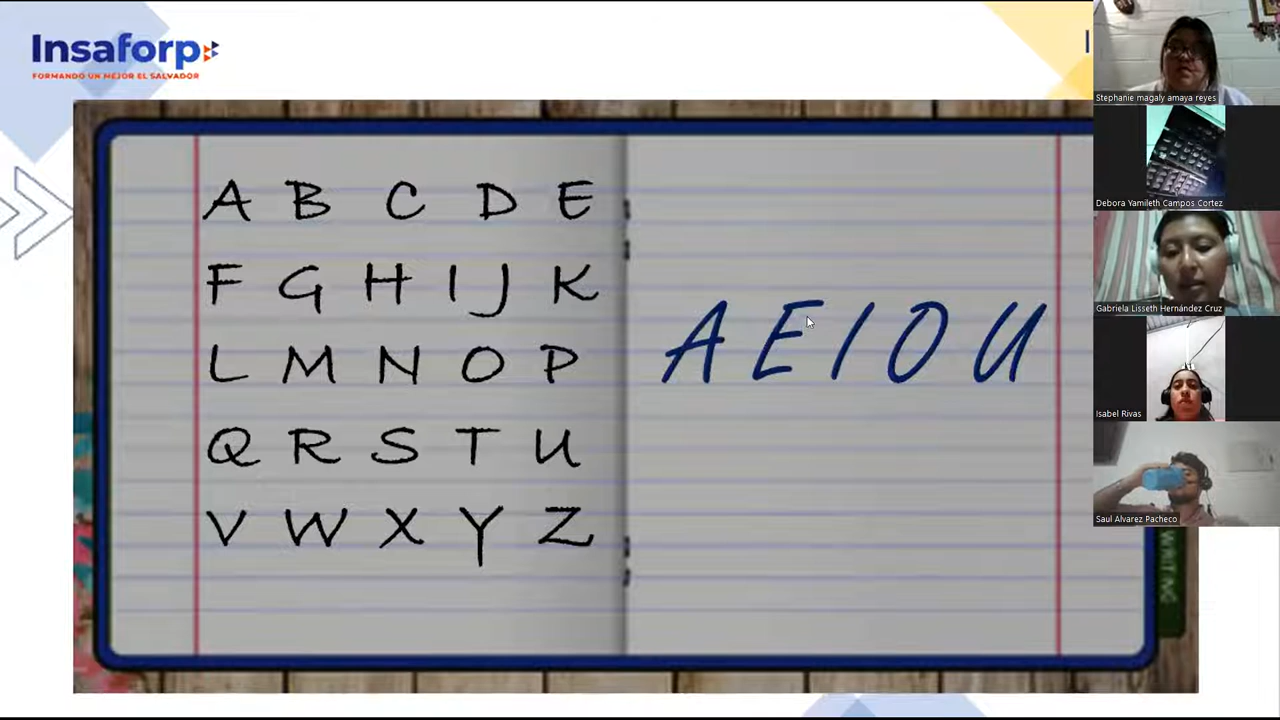 Insaforp
FORMANDO UN MEJOR EL SALVADOR
A B C D E
F G H I J K
L M N O P
Q R S T U
V W X Y Z
A E I O U
WRITING
Stephanie magaly amaya reyes
Debora Yamileth Campos Cortez
Gabriela Lisseth Hernández Cruz
Isabel Rivas
Saul Alvarez Pacheco